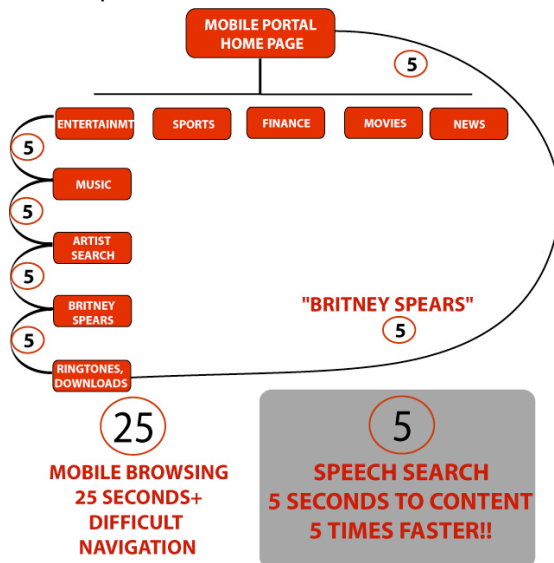 MOBILE PORTAL
HOME PAGE
5
ENTERTAINMT
SPORTS
FINANCE
MOVIES
NEWS
5
MUSIC
5
ARTIST
SEARCH
5
BRITNEY
SPEARS
5
RINGTONES,
DOWNLOADS
"BRITNEY SPEARS"
5
25
MOBILE BROWSING
25 SECONDS+
DIFFICULT
NAVIGATION
5
SPEECH SEARCH
5 SECONDS TO CONTENT
5 TIMES FASTER!!